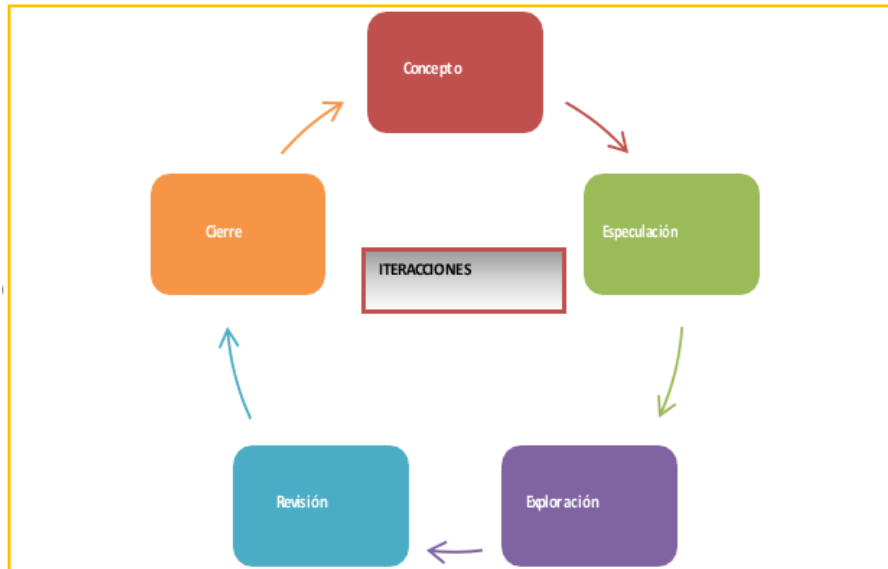 Concepto
Especulación
Exploración
Revisión
Cierre
ITERACCIONES